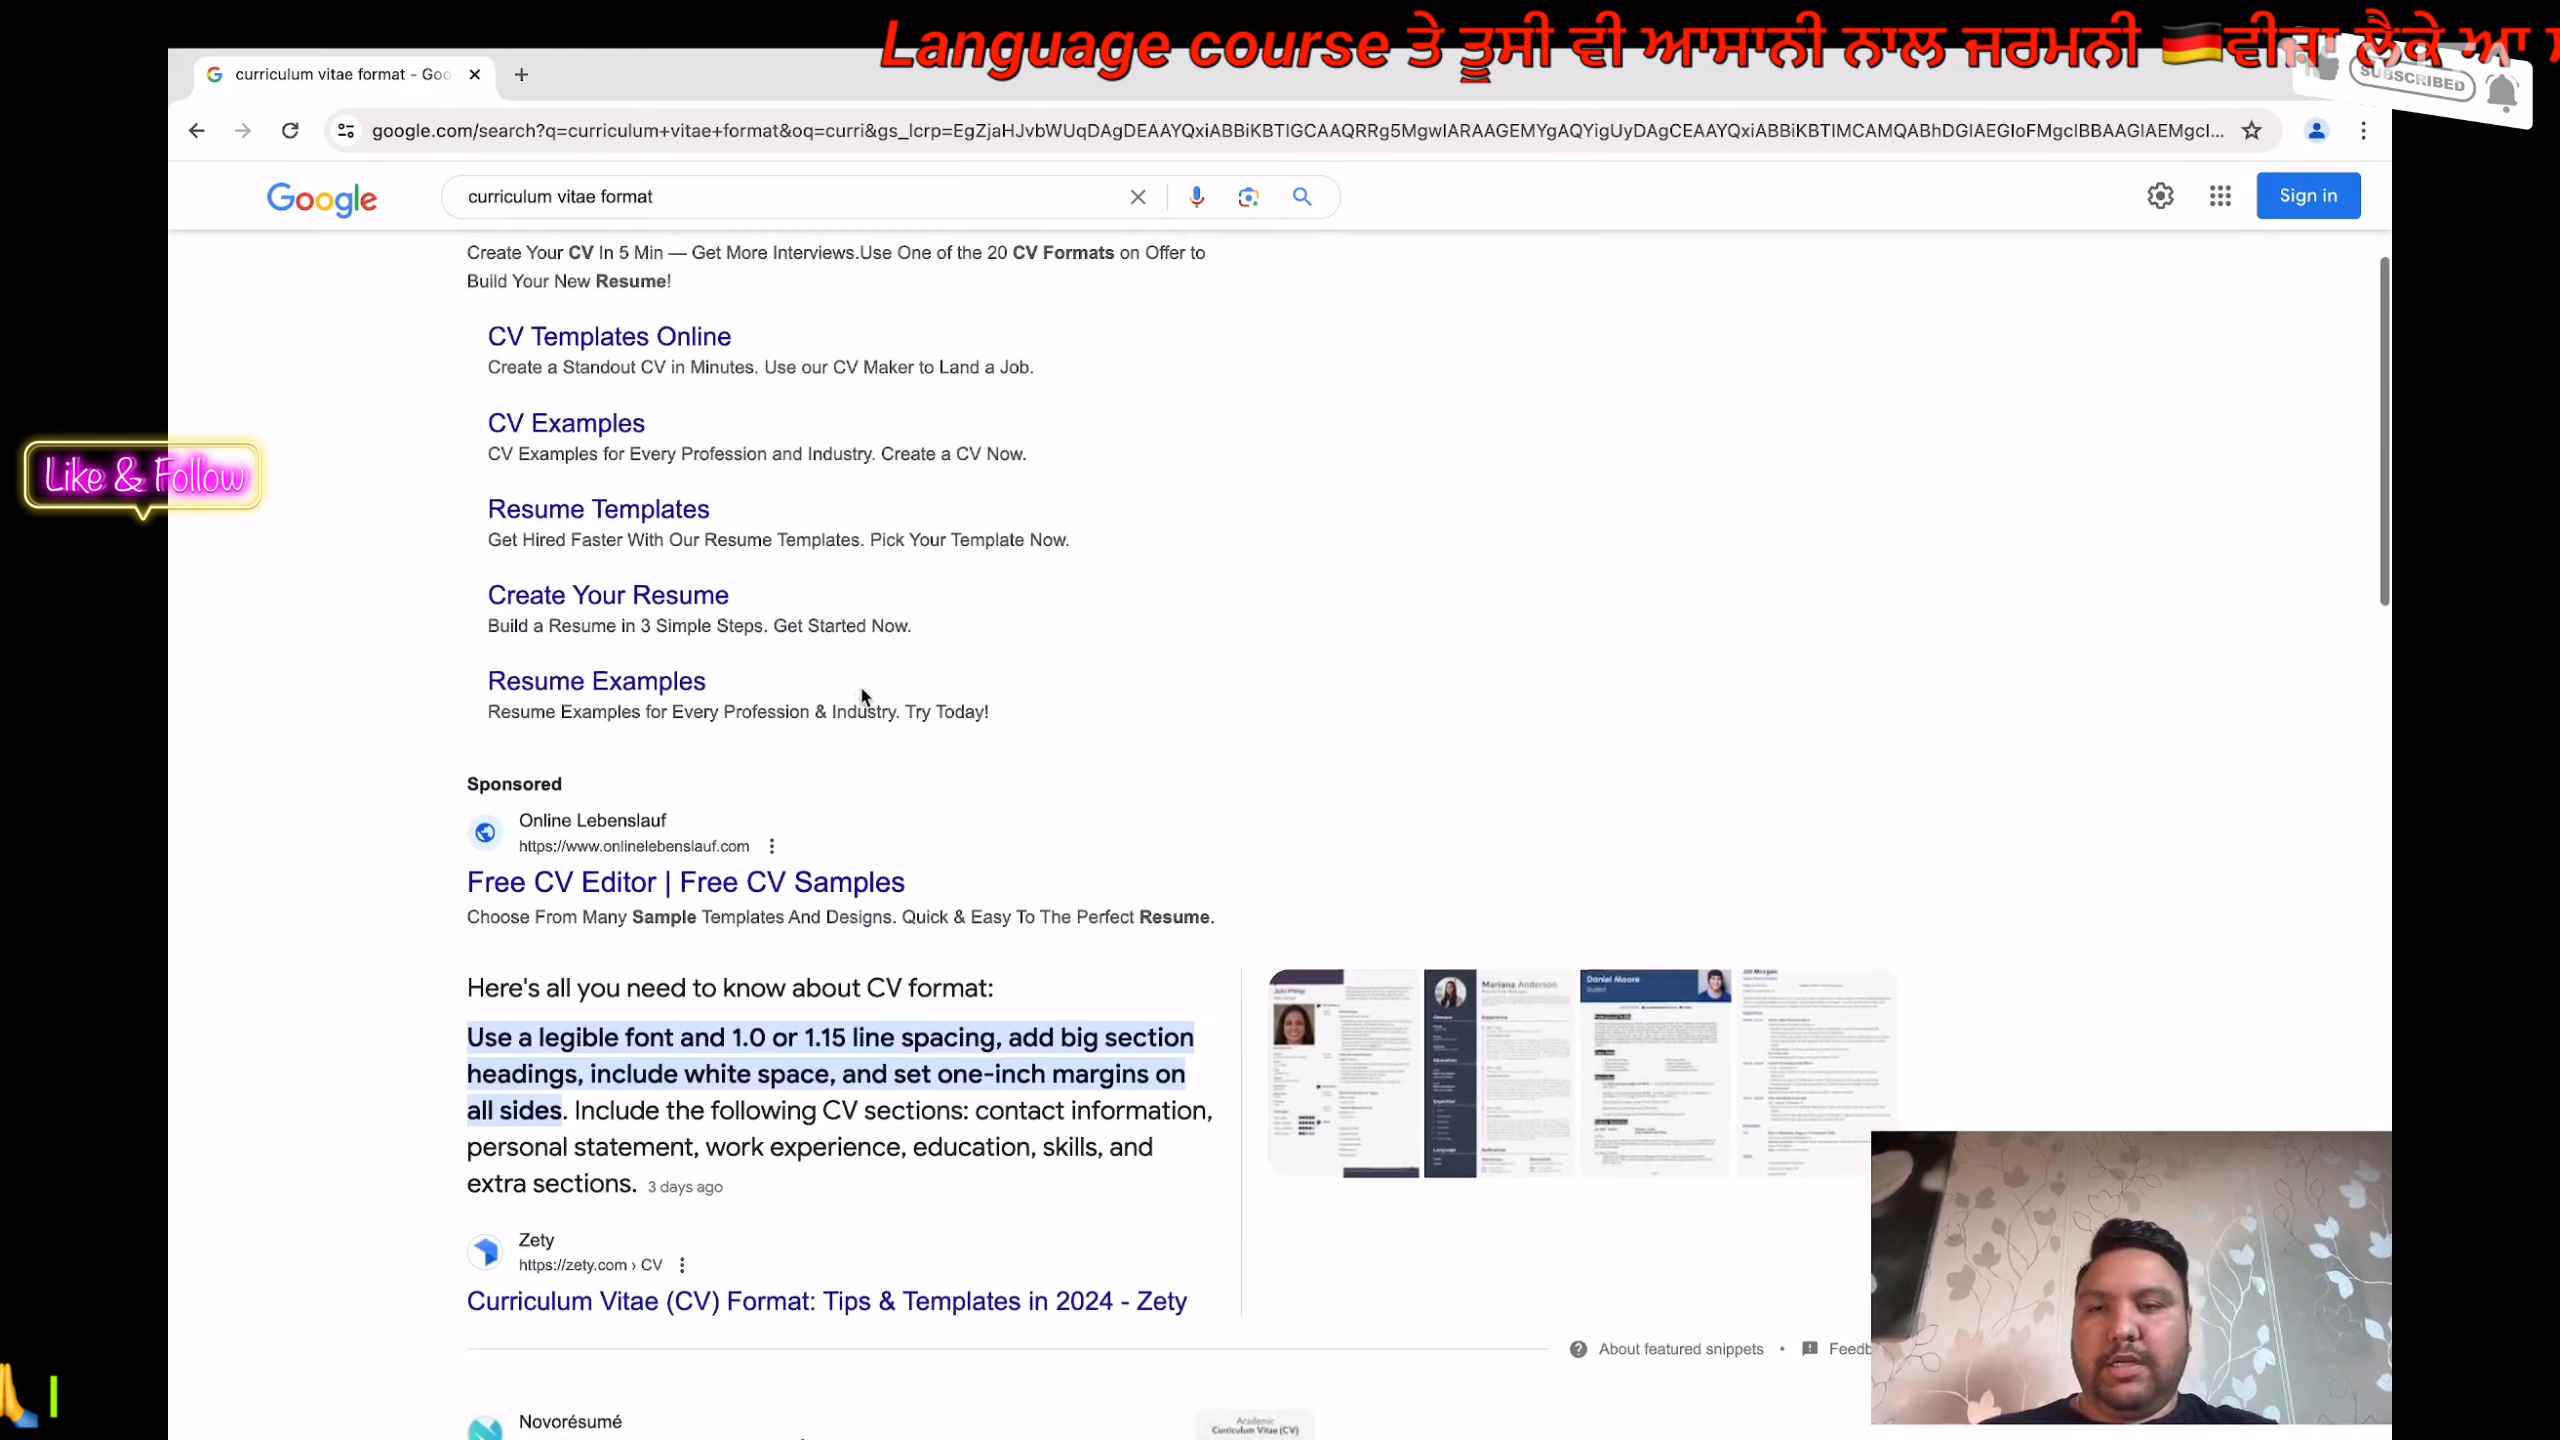 Language course ਤੇ ਤੂਸੀ ਵੀ ਆਸਾਨੀ ਨਾਲ ਜਰਮਨੀ 🇩🇪ਵੀਜ਼ਾ ਲੈਕੇ ਆ
SUBSCRIBED
curriculum vitae format - Goo
google.com/search?q=curriculum+vitae+format&oq=curri&gs_lcrp=EgZjaHJvbWUqDAgDEAAYQxiABBiKBTIGCAAQRRg5MgwIARAAGEMYgAQYigUyDAgCEAAYQxiABBiKBTIMCAMQABhDGIAEGIoFMgcIBBAAGIAEMgcI...
Google
curriculum vitae format
Sign in
Create Your CV In 5 Min — Get More Interviews.Use One of the 20 CV Formats on Offer to
Build Your New Resume!
CV Templates Online
Create a Standout CV in Minutes. Use our CV Maker to Land a Job.
CV Examples
CV Examples for Every Profession and Industry. Create a CV Now.
Like & Follow
Resume Templates
Get Hired Faster With Our Resume Templates. Pick Your Template Now.
Create Your Resume
Build a Resume in 3 Simple Steps. Get Started Now.
Resume Examples
Resume Examples for Every Profession & Industry. Try Today!
Sponsored
Online Lebenslauf
https://www.onlinelebenslauf.com
Free CV Editor | Free CV Samples
Choose From Many Sample Templates And Designs. Quick & Easy To The Perfect Resume.
Here's all you need to know about CV format:
Use a legible font and 1.0 or 1.15 line spacing, add big section
headings, include white space, and set one-inch margins on
all sides. Include the following CV sections: contact information,
personal statement, work experience, education, skills, and
extra sections. 3 days ago
Mariana Anderson
Daniel Moore
Zety
https://zety.com › CV
Curriculum Vitae (CV) Format: Tips & Templates in 2024 - Zety
About featured snippets • Feedb
Novorésumé
Academic
Curriculum Vitae (CV)